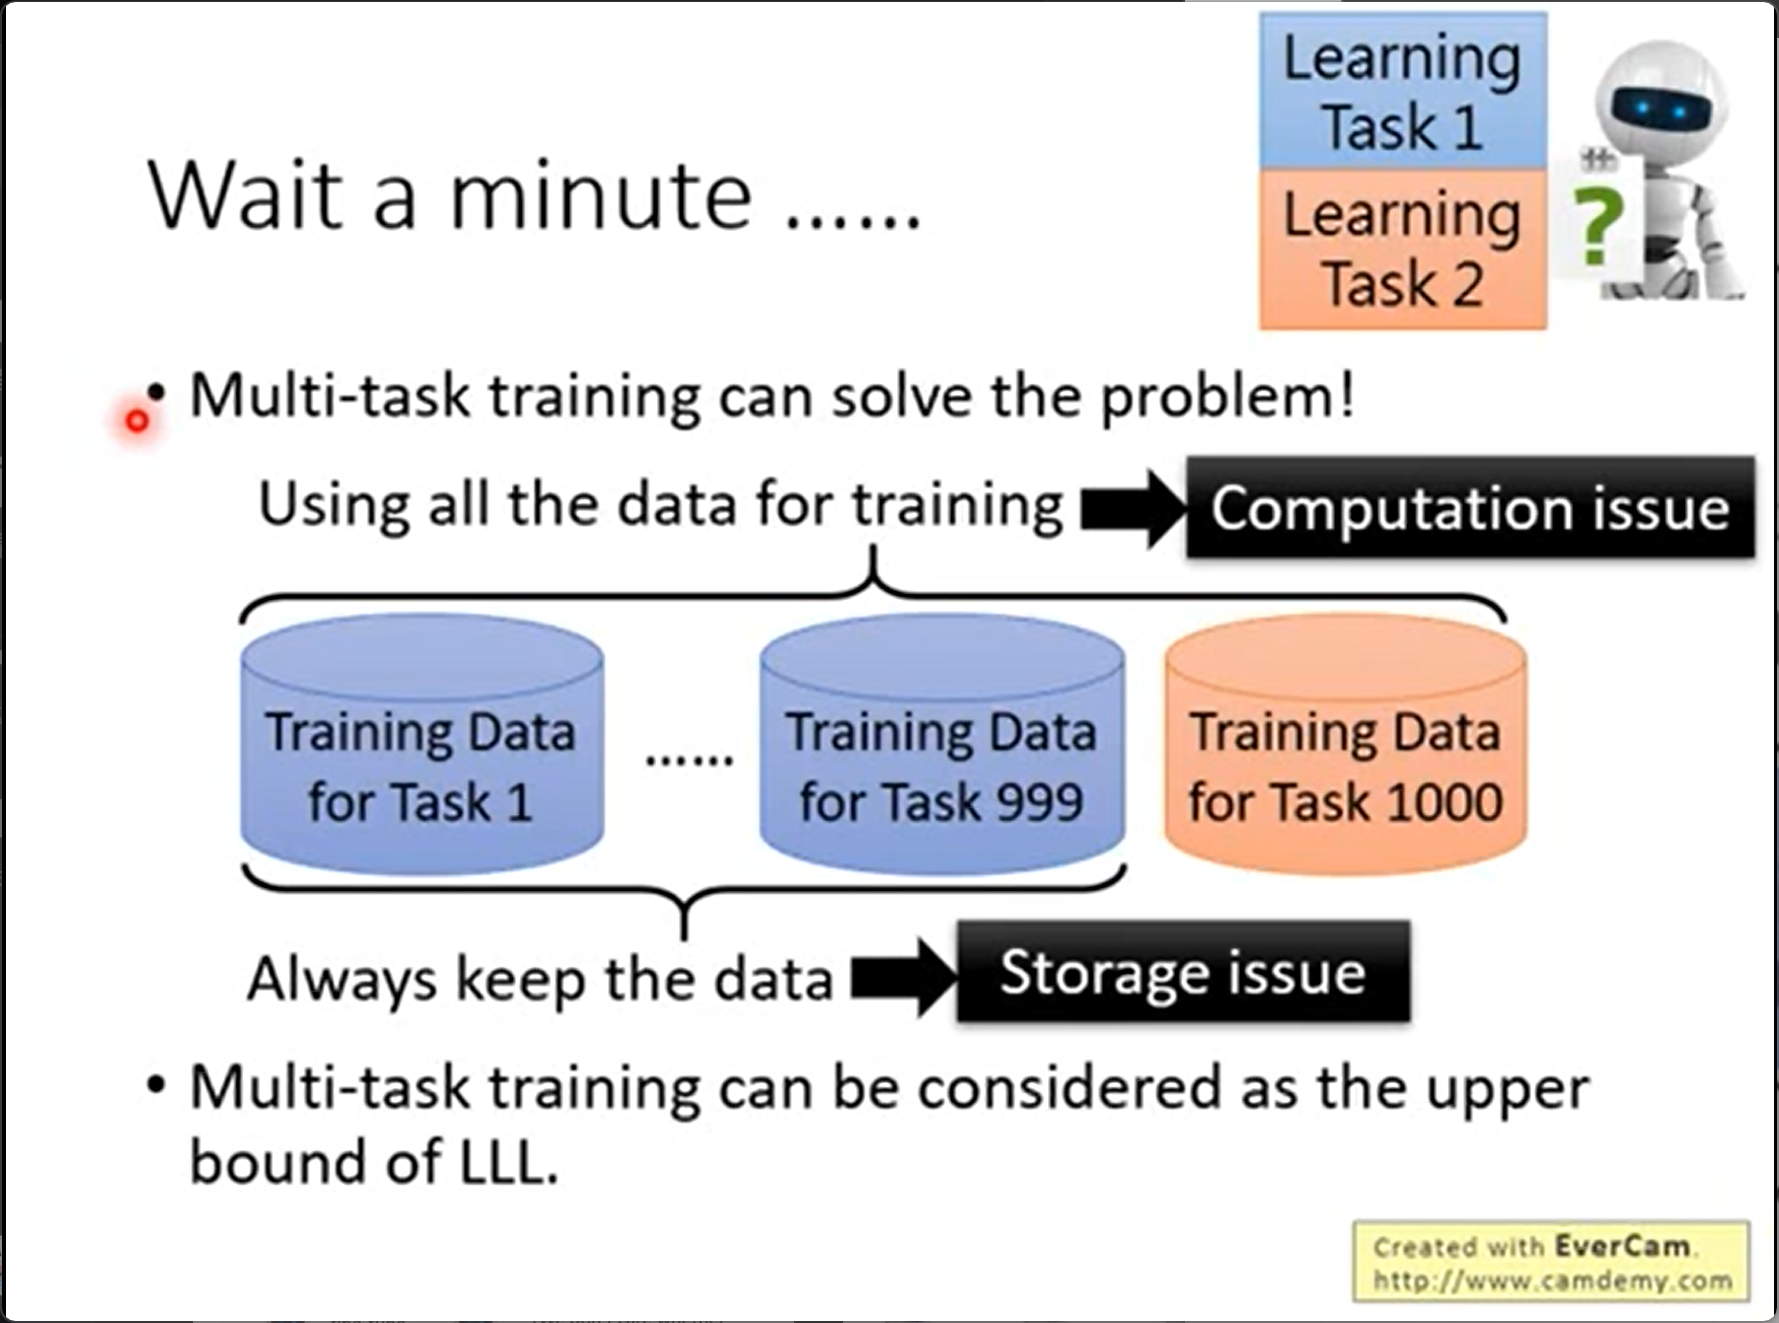 Learning
Task 1
Learning
Task 2
?
Wait a minute ……
• Multi-task training can solve the problem!
Using all the data for training
Computation issue
Training Data
for Task 1
……
Training Data
for Task 999
Training Data
for Task 1000
Always keep the data
Storage issue
• Multi-task training can be considered as the upper
bound of LLL.
Created with EverCam.
http://www.camdemy.com